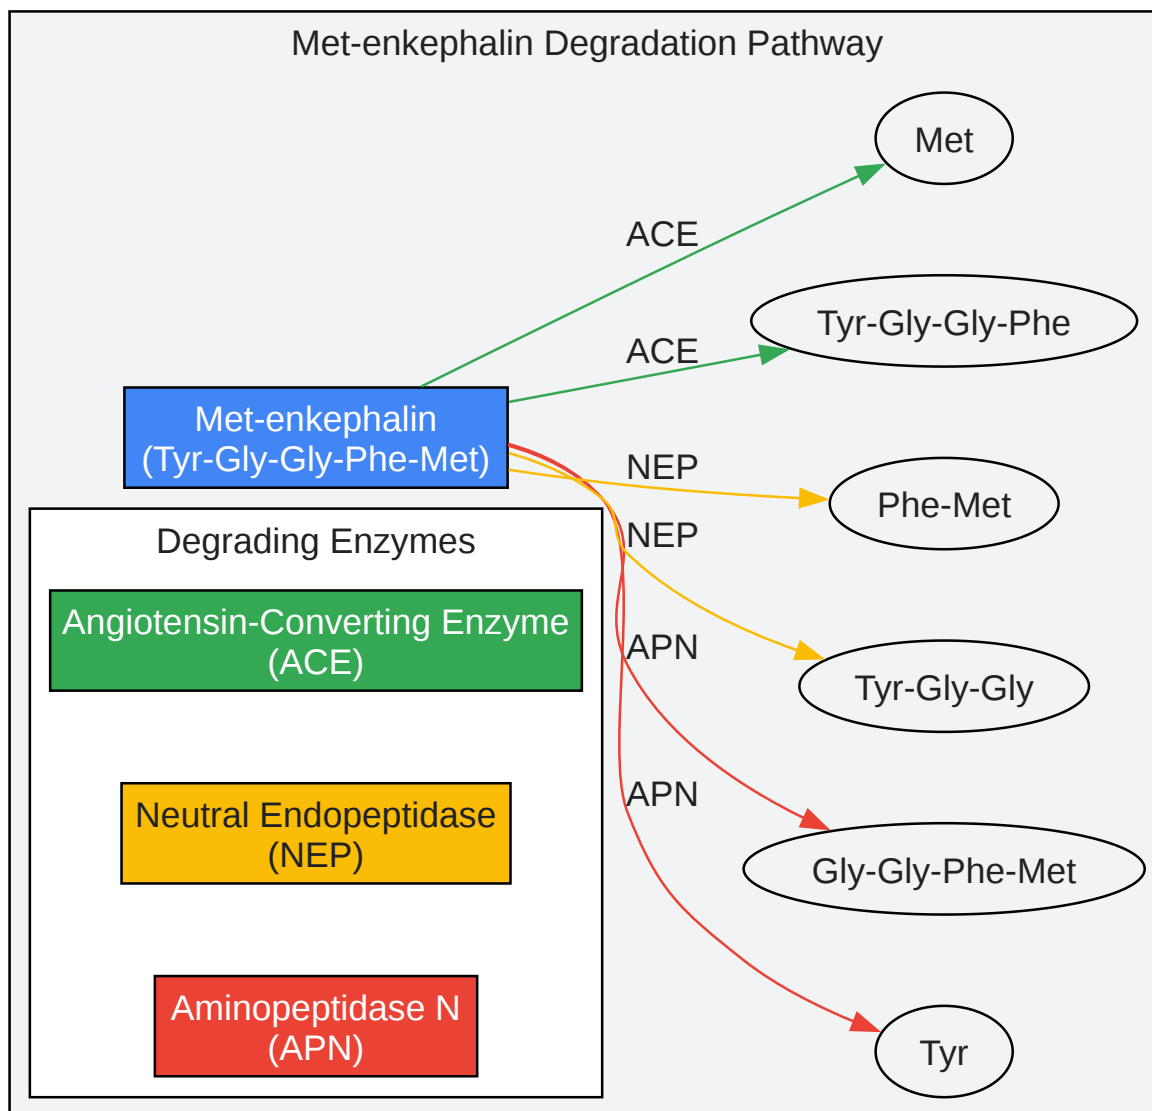 Met-enkephalin Degradation Pathway
Met
ACE
Tyr-Gly-Gly-Phe
ACE
Met-enkephalin
(Tyr-Gly-Gly-Phe-Met)
NEP
Phe-Met
NEP
Degrading Enzymes
Angiotensin-Converting Enzyme
(ACE)
APN
Tyr-Gly-Gly
Neutral Endopeptidase
(NEP)
APN
Gly-Gly-Phe-Met
Aminopeptidase N
(APN)
Tyr